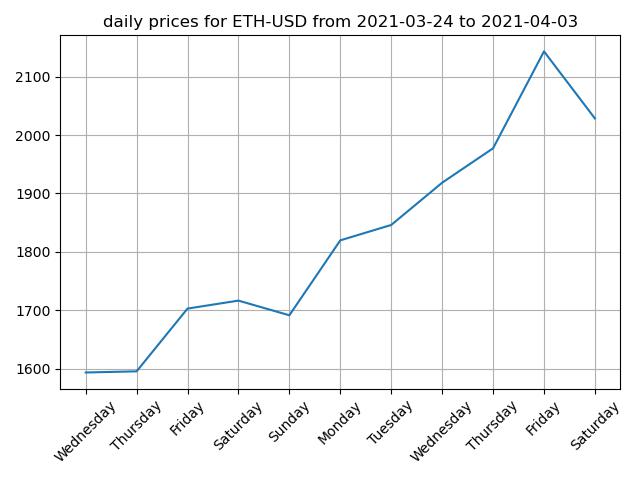 daily prices for ETH-USD from 2021-03-24 to 2021-04-03
2100
2000
1900
1800
1700
1600
Wednesday
Thursday
Friday
Saturday
Sunday
Monday
Tuesday
Wednesday
Thursday
Friday
Saturday